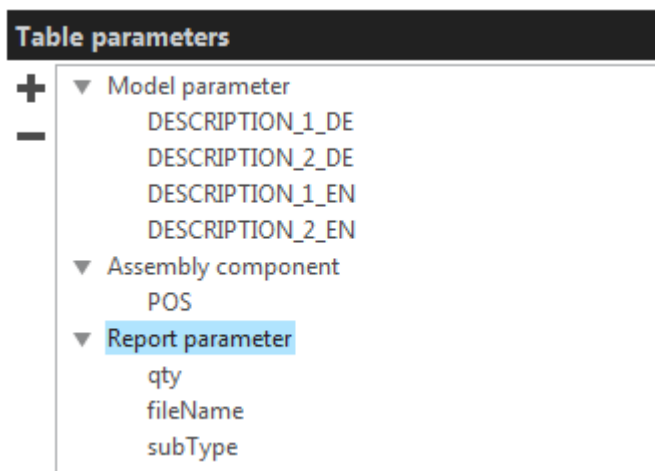 Table parameters
Model parameter
DESCRIPTION_1_DE
DESCRIPTION_2_DE
DESCRIPTION_1_EN
DESCRIPTION_2_EN
Assembly component
POS
Report parameter
qty
fileName
subType